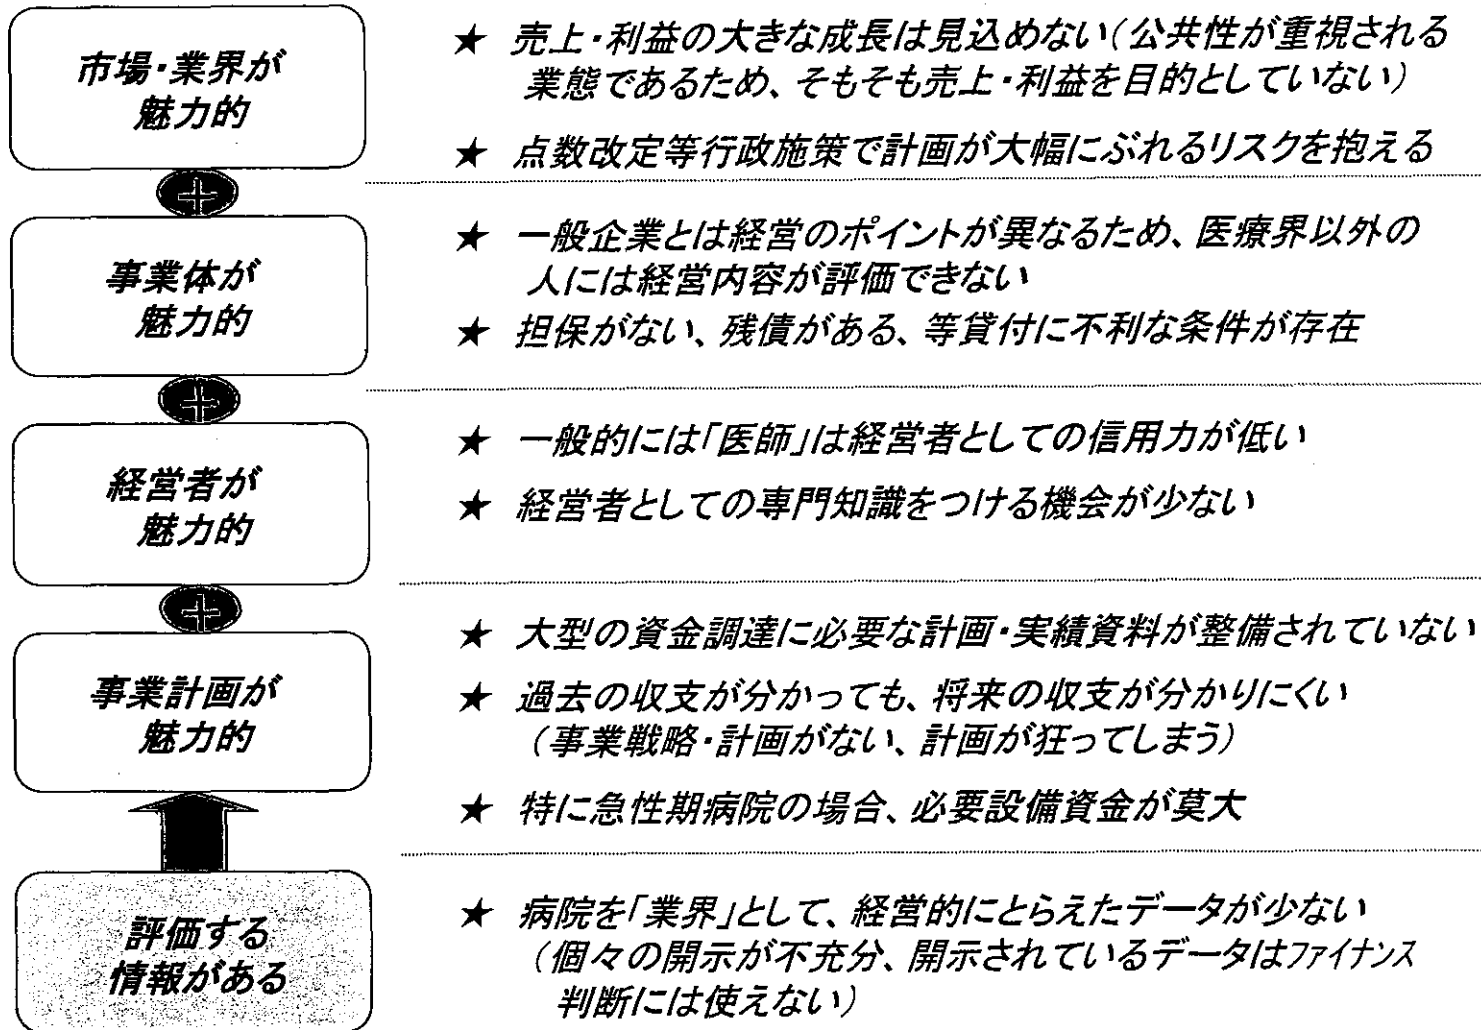 市場・業界が
魅力的
★ 売上・利益の大きな成長は見込めない(公共性が重視される
業態であるため、そもそも売上・利益を目的としていない)
★ 点数改定等行政施策で計画が大幅にぶれるリスクを抱える
+
事業体が
魅力的
★ 一般企業とは経営のポイントが異なるため、医療界以外の
人には経営内容が評価できない
★ 担保がない、残債がある、等貸付に不利な条件が存在
+
経営者が
魅力的
★ 一般的には「医師」は経営者としての信用力が低い
★ 経営者としての専門知識をつける機会が少ない
+
事業計画が
魅力的
★ 大型の資金調達に必要な計画・実績資料が整備されていない
★ 過去の収支が分かっても、将来の収支が分かりにくい
(事業戦略・計画がない、計画が狂ってしまう)
★ 特に急性期病院の場合、必要設備資金が莫大
評価する
情報がある
★ 病院を「業界」として、経営的にとらえたデータが少ない
(個々の開示が不充分、開示されているデータはファイナンス
判断には使えない)